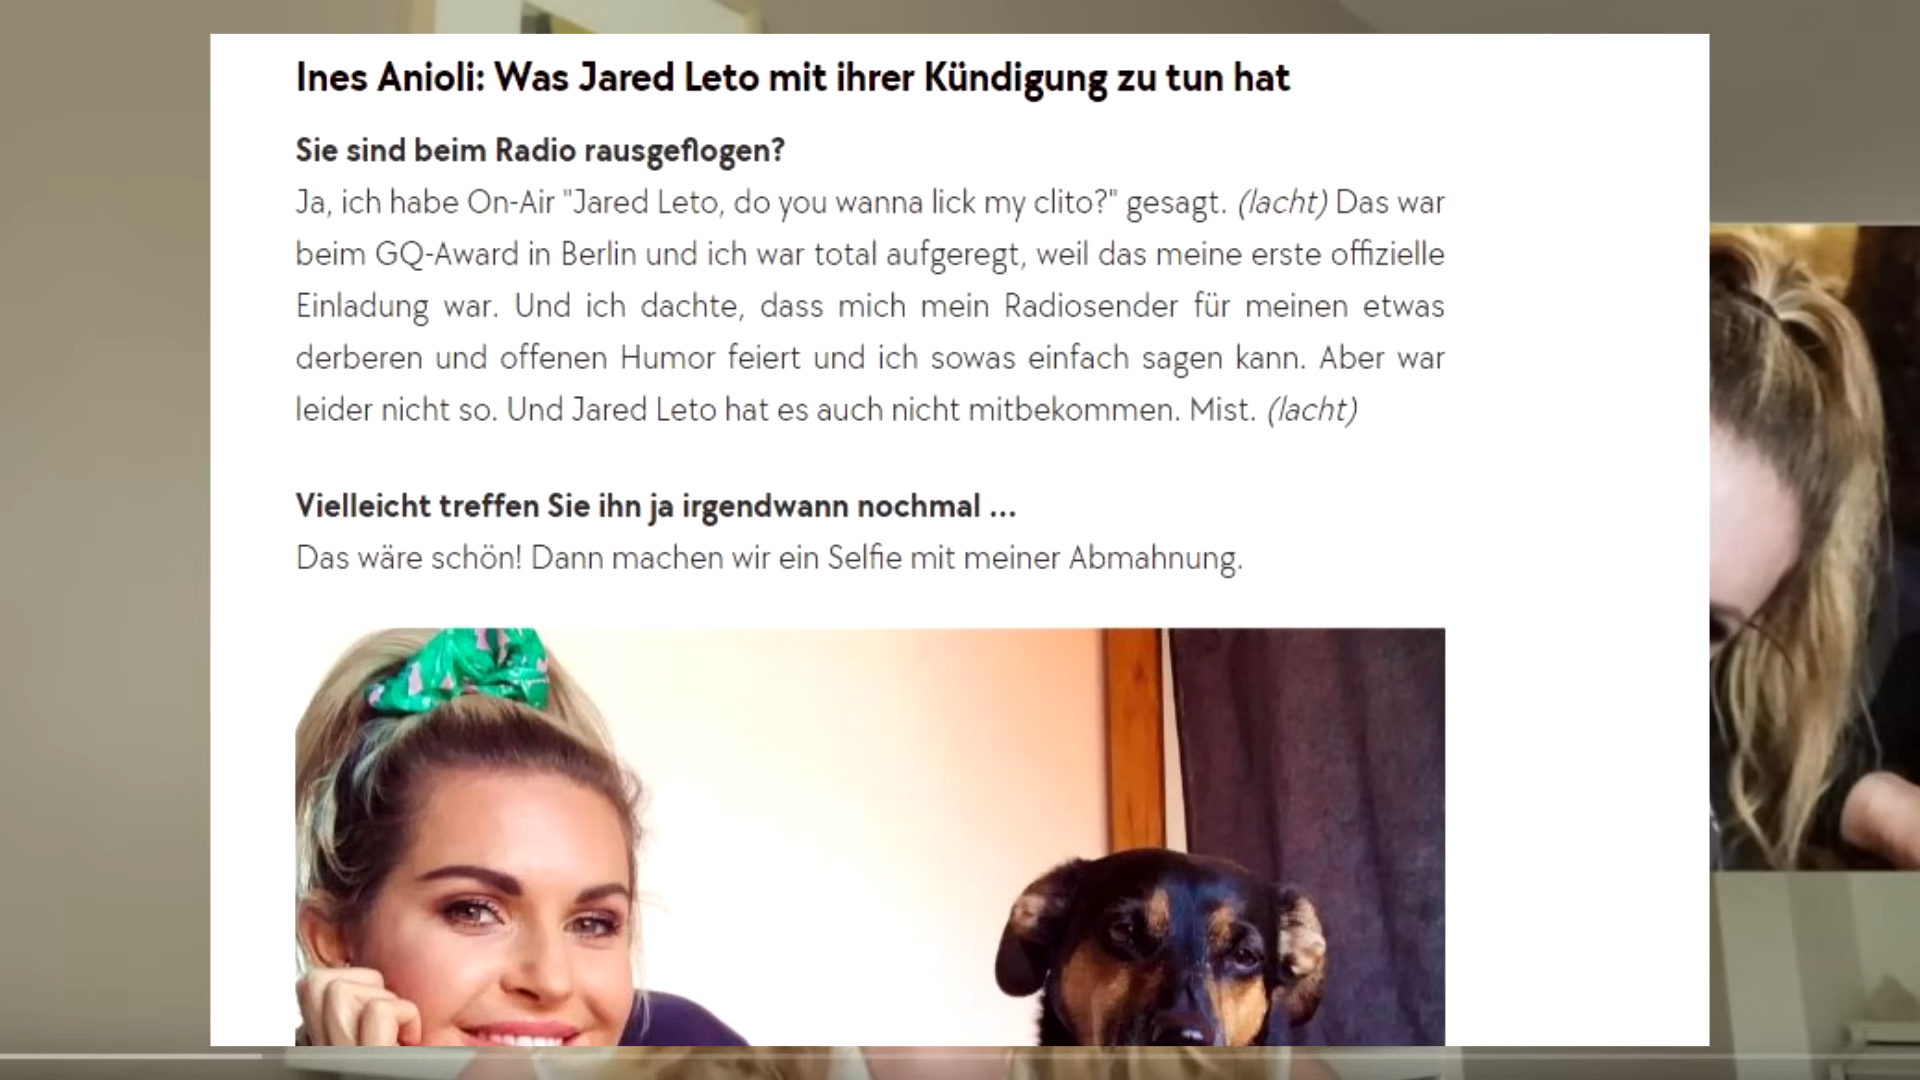 Ines Anioli: Was Jared Leto mit ihrer Kündigung zu tun hat
Sie sind beim Radio rausgeflogen?
Ja, ich habe On-Air "Jared Leto, do you wanna lick my clito?" gesagt. (lacht) Das war
beim GQ-Award in Berlin und ich war total aufgeregt, weil das meine erste offizielle
Einladung war. Und ich dachte, dass mich mein Radiosender für meinen etwas
derberen und offenen Humor feiert und ich sowas einfach sagen kann. Aber war
leider nicht so. Und Jared Leto hat es auch nicht mitbekommen. Mist. (lacht)
Vielleicht treffen Sie ihn ja irgendwann nochmal ...
Das wäre schön! Dann machen wir ein Selfie mit meiner Abmahnung.